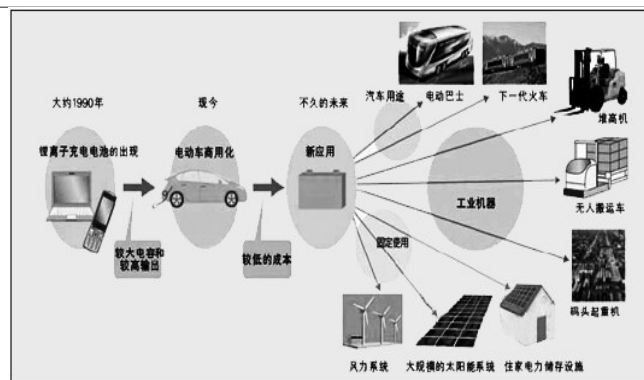 大约1990年
现今
不久的未来
汽车用途
电动巴士
下一代火车
锂离子充电电池的出现
电动车商用化
新应用
堆高机
工业机器
无人搬运车
较大电容和
较高输出
较低的成本
固定使用
码头起重机
风力系统
大规模的太阳能系统
住家电力储存设施